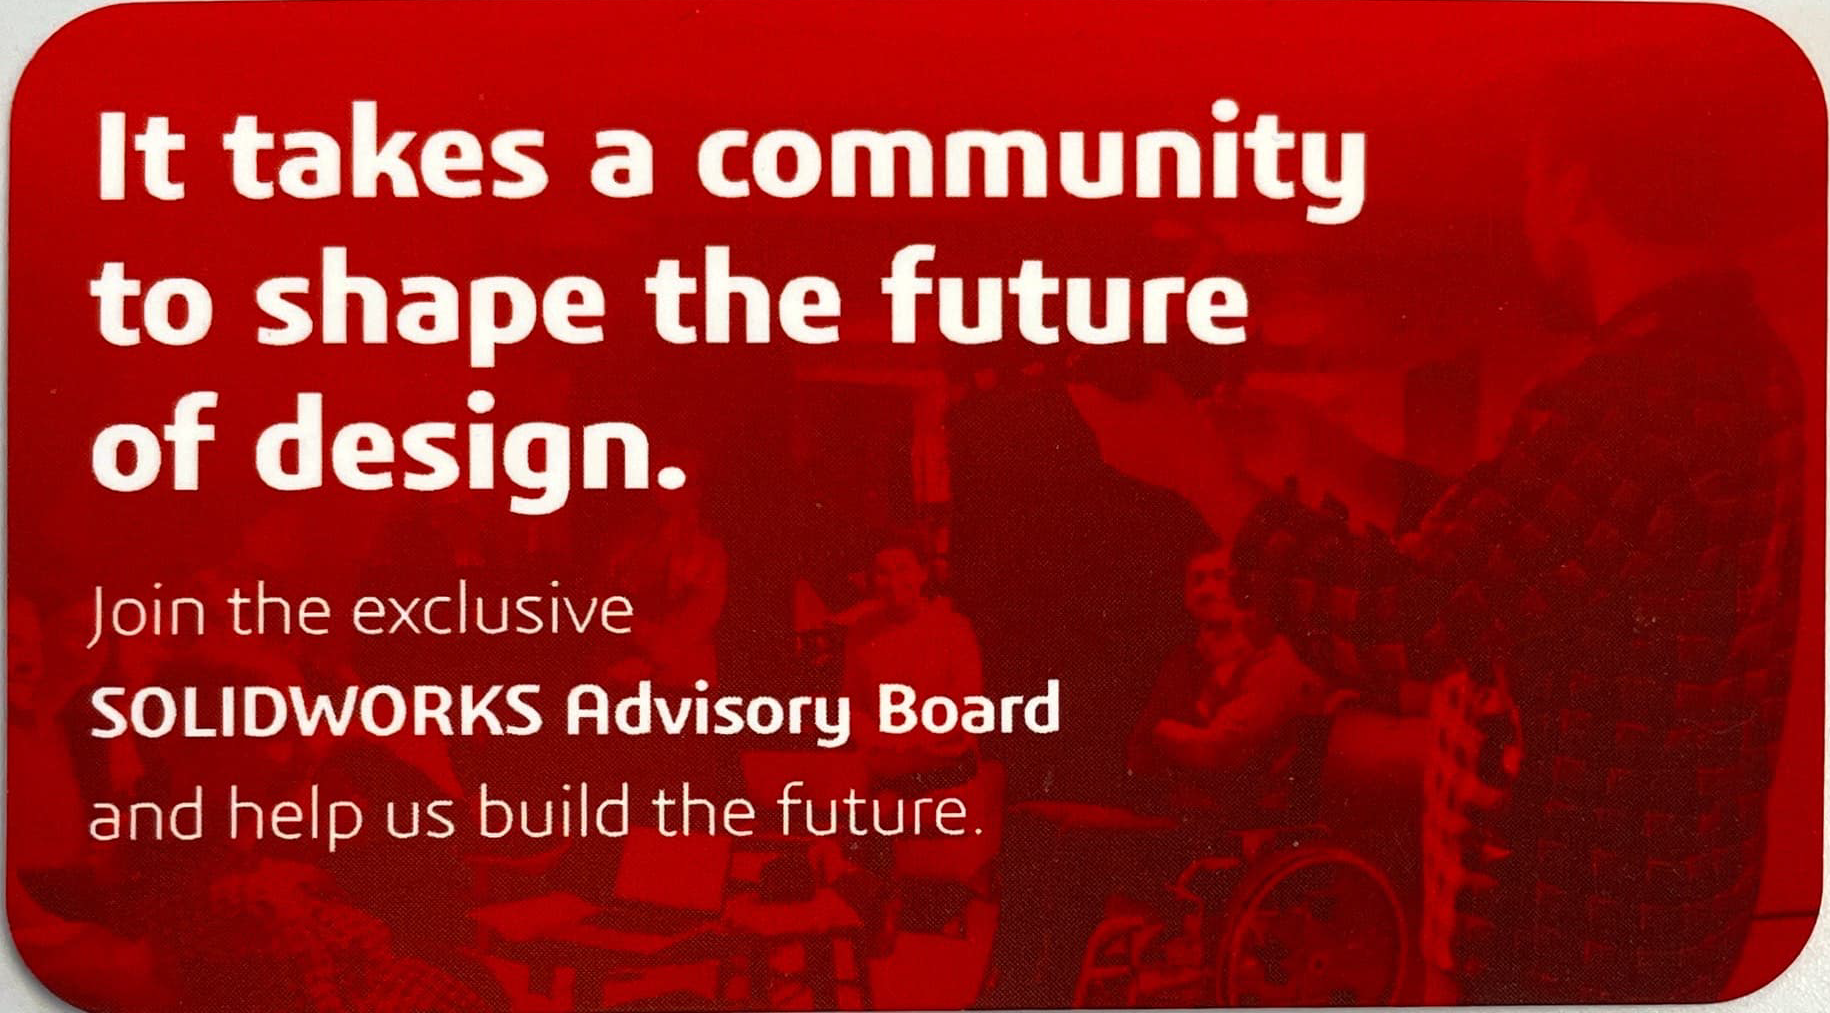 It takes a community
to shape the future
of design.
Join the exclusive
SOLIDWORKS Advisory Board
and help us build the future.